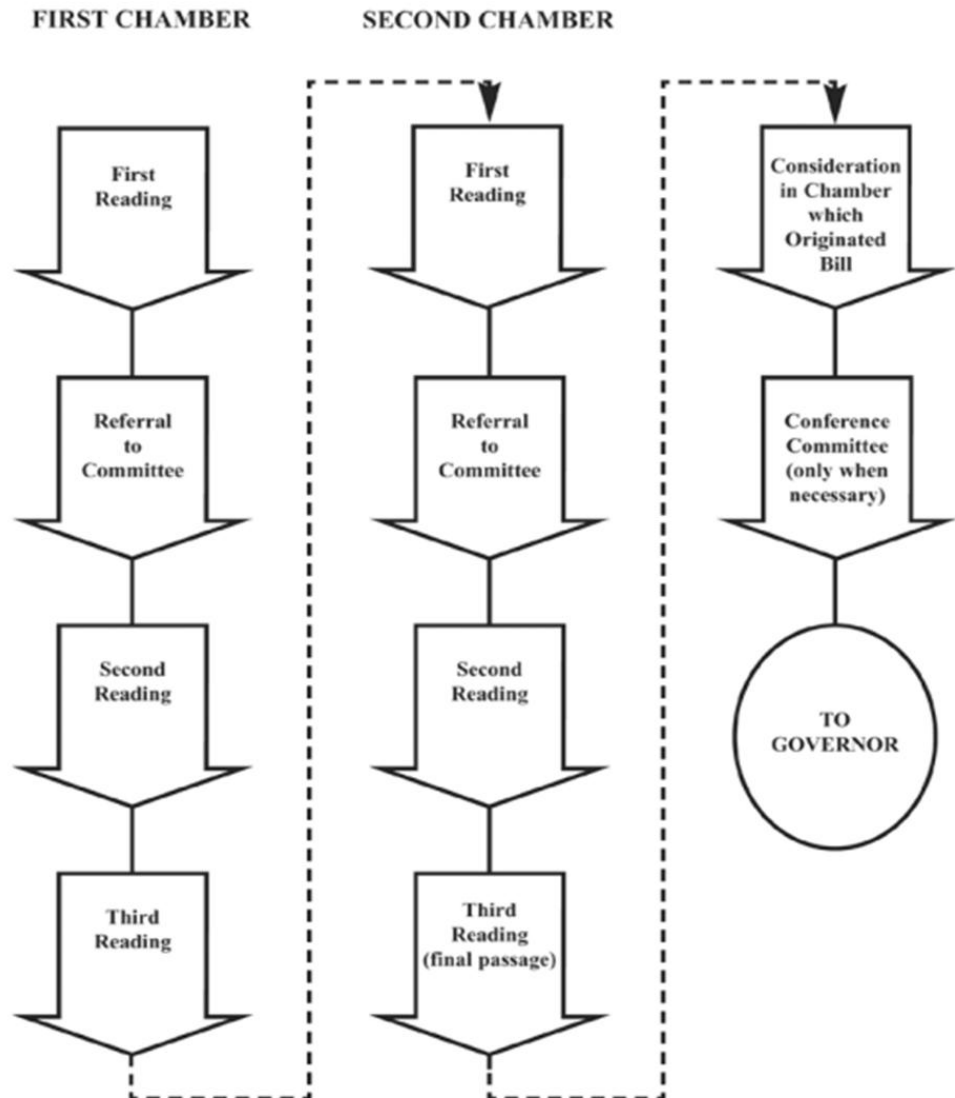 FIRST CHAMBER
SECOND CHAMBER
First
Reading
Referral
to
Committee
Second
Reading
Third
Reading
First
Reading
Referral
to
Committee
Second
Reading
Third
Reading
(final passage)
Consideration
in Chamber
which
Originated
Bill
Conference
Committee
(only when
necessary)
TO
GOVERNOR